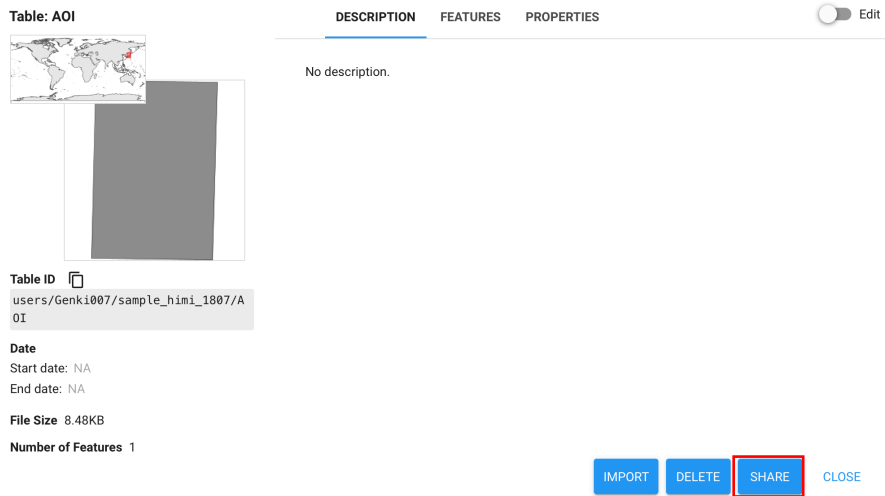 Table: AOI
DESCRIPTION FEATURES PROPERTIES
Edit
No description.
Table ID
users/Genki007/sample_himi_1807/A
OI
Date
Start date: NA
End date: NA
File Size 8.48KB
Number of Features 1
IMPORT DELETE SHARE CLOSE